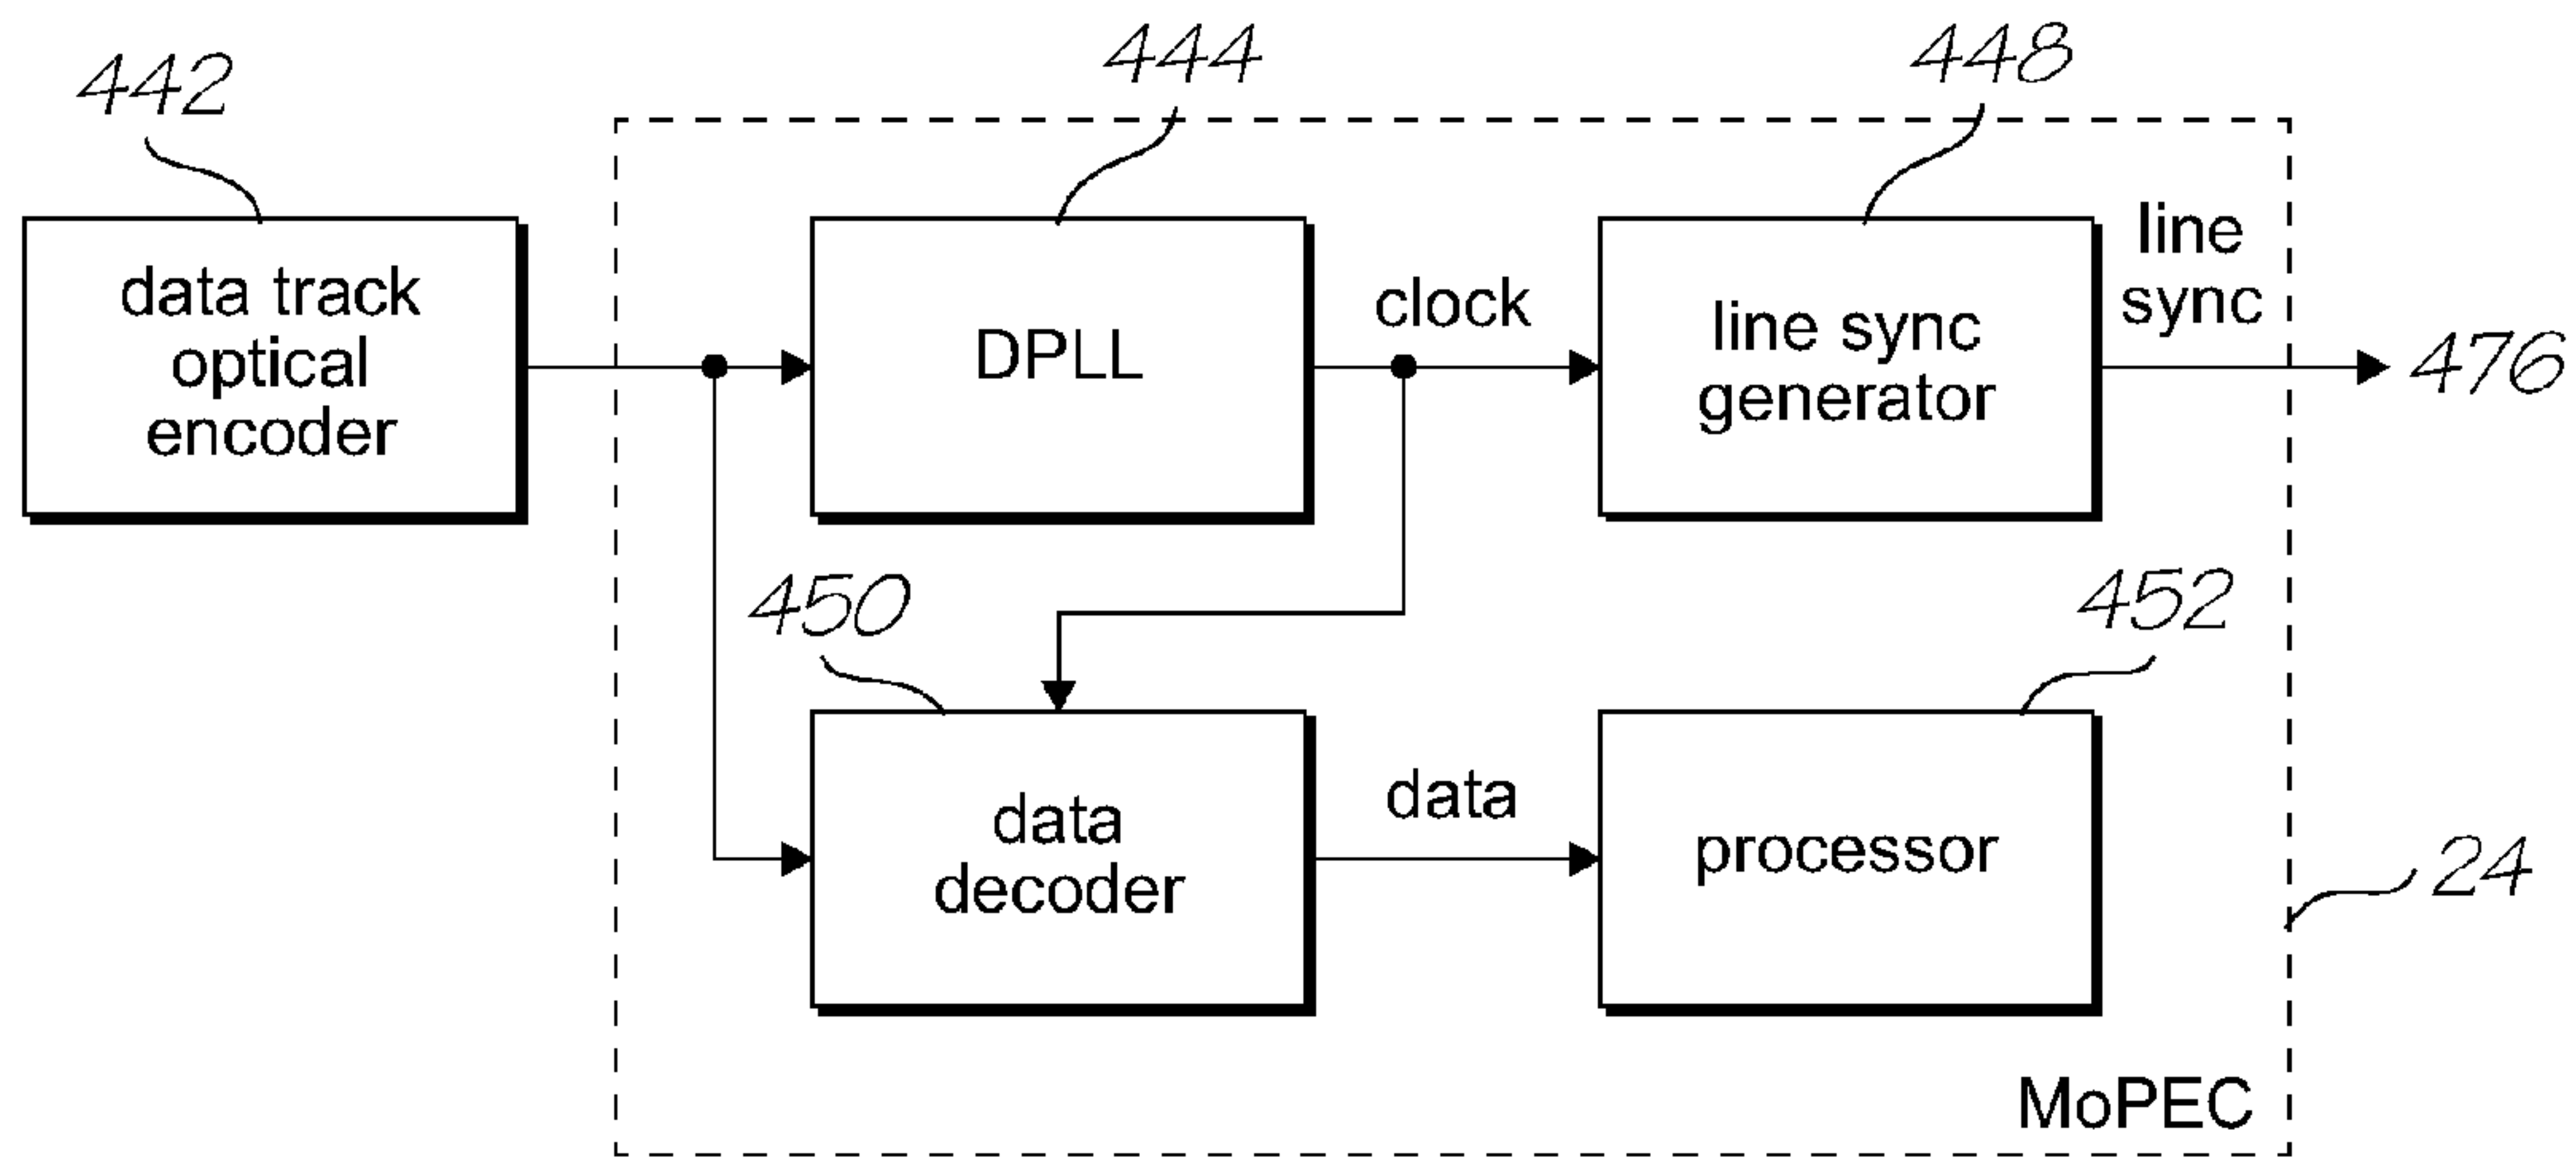 442
444
448
data track
optical
encoder
DPLL
clock
line sync
generator
line
sync
476
450
452
data
decoder
data
processor
24
MoPEC